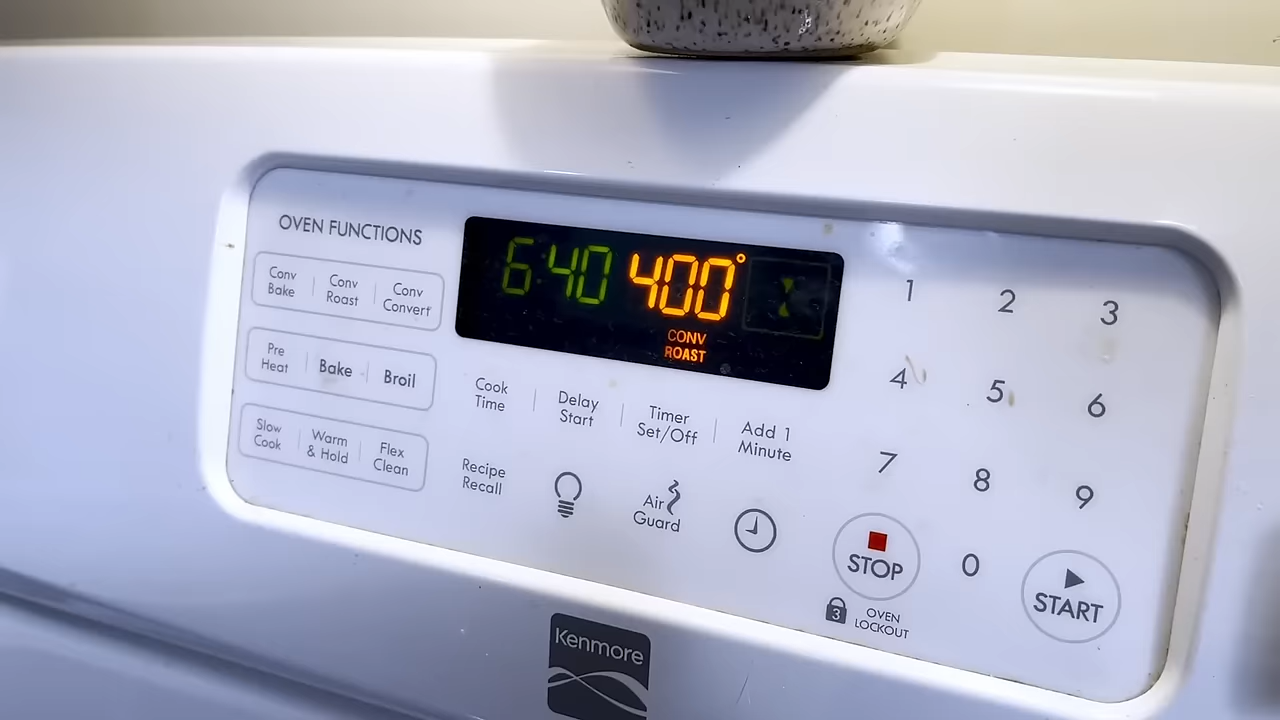 OVEN FUNCTIONS
Conv Bake
Conv Roast
Conv Convert
Pre Heat
Bake
Broil
Slow Cook
Warm & Hold
Flex Clean
640 400°
CONV
ROAST
Cook Time
Delay Start
Timer Set/Off
Add 1 Minute
Recipe Recall
Air Guard
1 2 3
4 5 6
7 8 9
0
STOP
START
3
OVEN
LOCKOUT
Kenmore